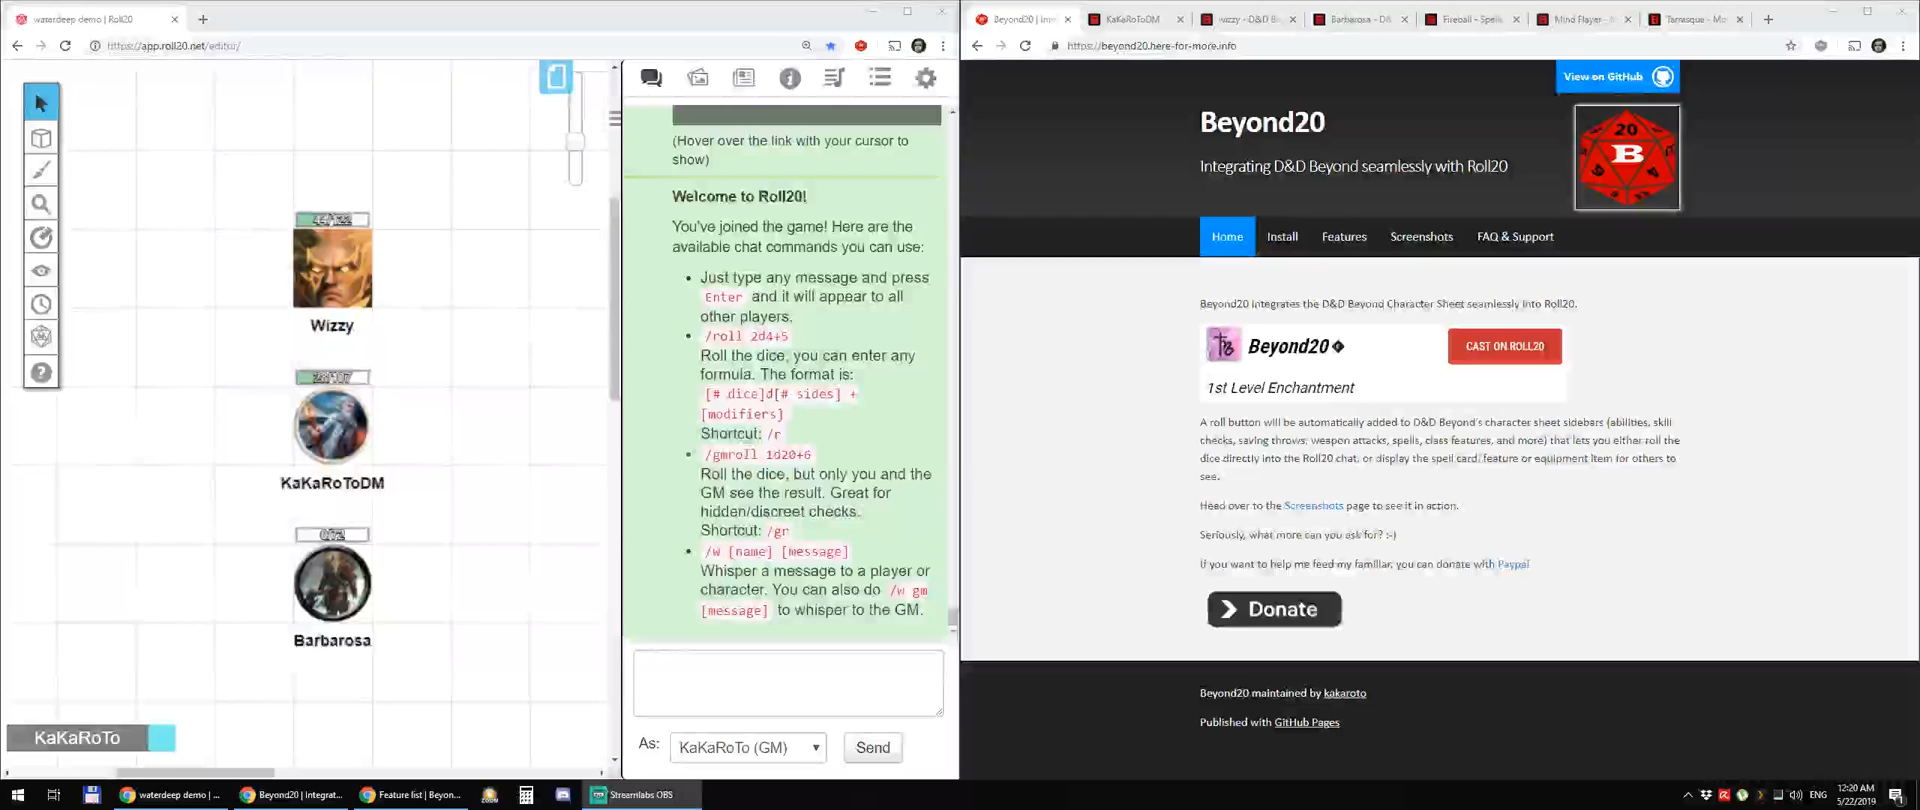 waterdeep demo | Roll20
https://app.roll20.net/editor/
44/122
Wizzy
KaKaRoToDM
Barbarosa
KaKaRoTo
(Hover over the link with your cursor to
show)
Welcome to Roll20!
You've joined the game! Here are the
available chat commands you can use:
Just type any message and press
Enter and it will appear to all
other players.
/roll 2d4+5
Roll the dice, you can enter any
formula. The format is:
[# dice]d[# sides] +
[modifiers]
Shortcut: /r
/gmroll 1d20+6
Roll the dice, but only you and the
GM see the result. Great for
hidden/discreet checks.
Shortcut: /gr
/w [name] [message]
Whisper a message to a player or
character. You can also do /w gm
[message] to whisper to the GM.
As: KaKaRoTo (GM) Send
Beyond20 | Inte
KaKaRoToDM
wizzy - D&D B
Barbarosa - D&
Fireball - Spells
Mind Flayer - M
Tarrasque - Mo
https://beyond20.here-for-more.info
View on GitHub
Beyond20
Integrating D&D Beyond seamlessly with Roll20
20
B
Home Install Features Screenshots FAQ & Support
Beyond20 integrates the D&D Beyond Character Sheet seamlessly into Roll20.
Beyond20
CAST ON ROLL20
1st Level Enchantment
A roll button will be automatically added to D&D Beyond's character sheet sidebars (abilities, skill
checks, saving throws, weapon attacks, spells, class features, and more) that lets you either roll the
dice directly into the Roll20 chat, or display the spell card, feature or equipment item for others to
see.
Head over to the Screenshots page to see it in action.
Seriously, what more can you ask for? :-)
If you want to help me feed my familiar, you can donate with Paypal
Donate
Beyond20 maintained by kakaroto
Published with GitHub Pages
waterdeep demo | ...
Beyond20 | Integrat...
Feature list | Beyon...
Streamlabs OBS
ENG
12:20 AM
5/22/2019